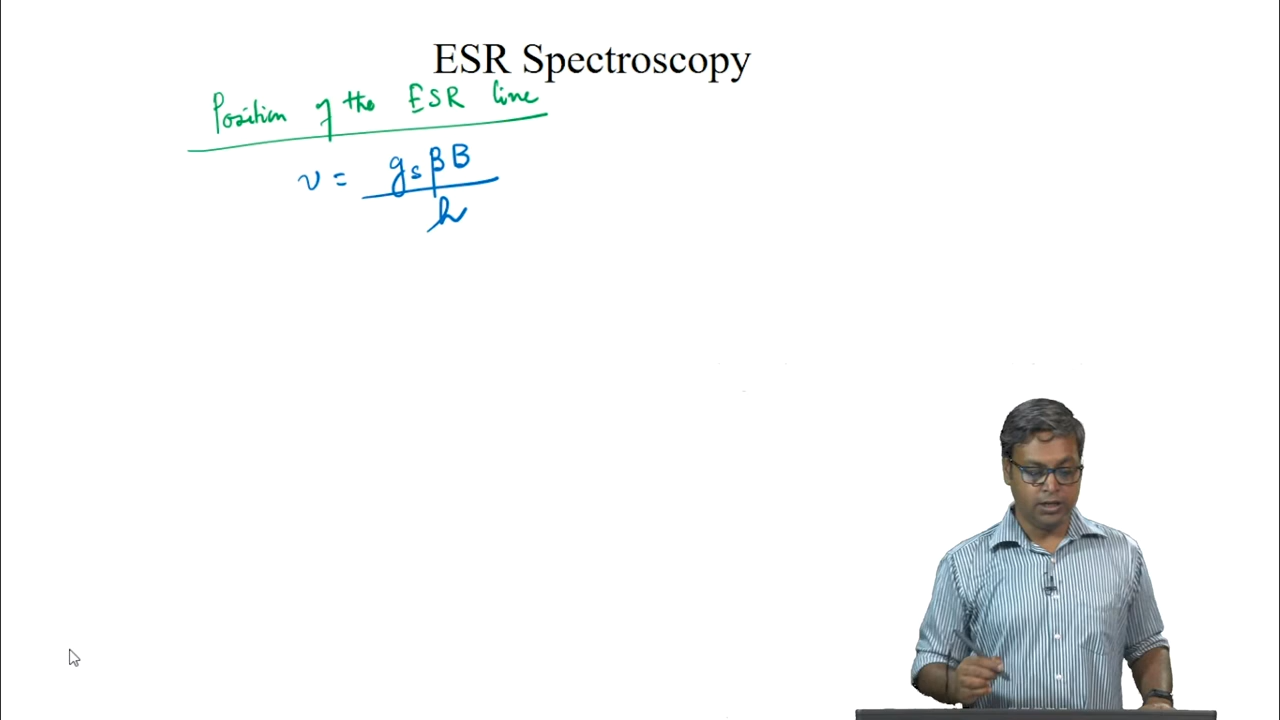 ESR Spectroscopy
Position of the ESR line
ν = gₛβB / h